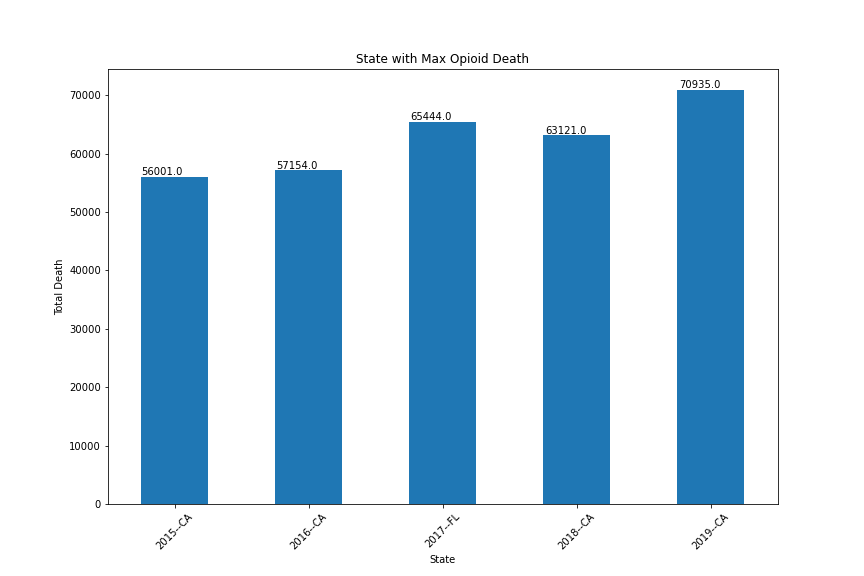 State with Max Opioid Death
70935.0
70000
65444.0
63121.0
60000
57154.0
56001.0
50000
40000
Total Death
30000
20000
10000
0
2015--CA
2016--CA
2017--FL
2018--CA
2019--CA
State